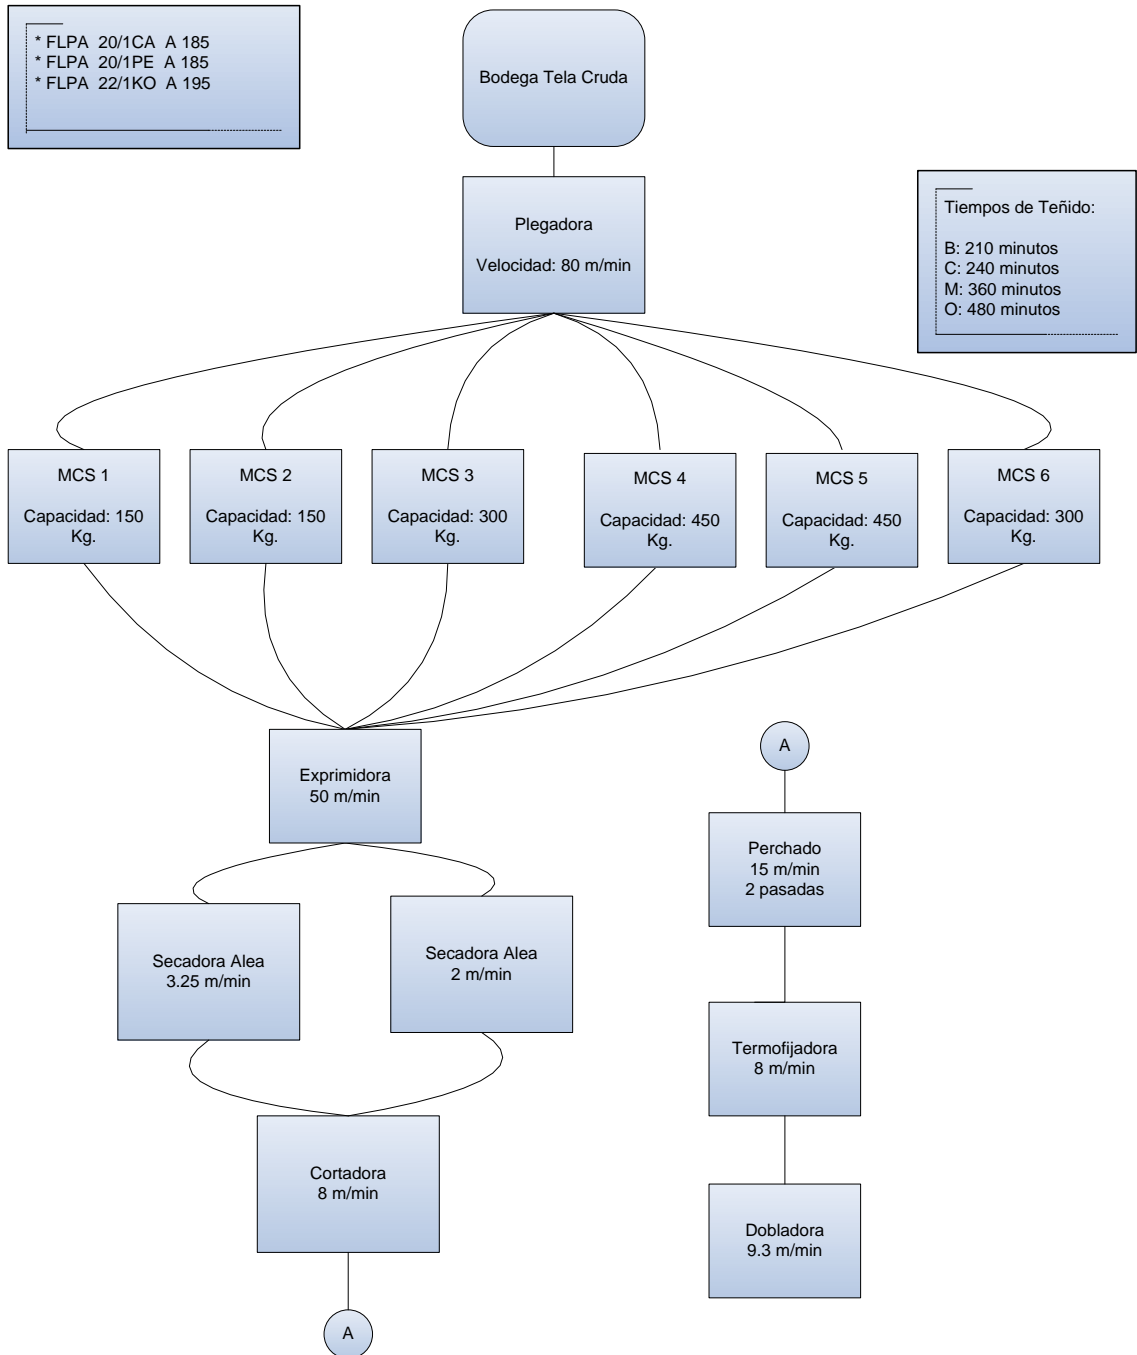 * FLPA 20/1CA A 185
* FLPA 20/1PE A 185
* FLPA 22/1KO A 195
Bodega Tela Cruda
Plegadora
Velocidad: 80 m/min
Tiempos de Teñido:
B: 210 minutos
C: 240 minutos
M: 360 minutos
O: 480 minutos
MCS 1
Capacidad: 150
Kg.
MCS 2
Capacidad: 150
Kg.
MCS 3
Capacidad: 300
Kg.
MCS 4
Capacidad: 450
Kg.
MCS 5
Capacidad: 450
Kg.
MCS 6
Capacidad: 300
Kg.
Exprimidora
50 m/min
Secadora Alea
3.25 m/min
Secadora Alea
2 m/min
Cortadora
8 m/min
A
A
Perchado
15 m/min
2 pasadas
Termofijadora
8 m/min
Dobladora
9.3 m/min